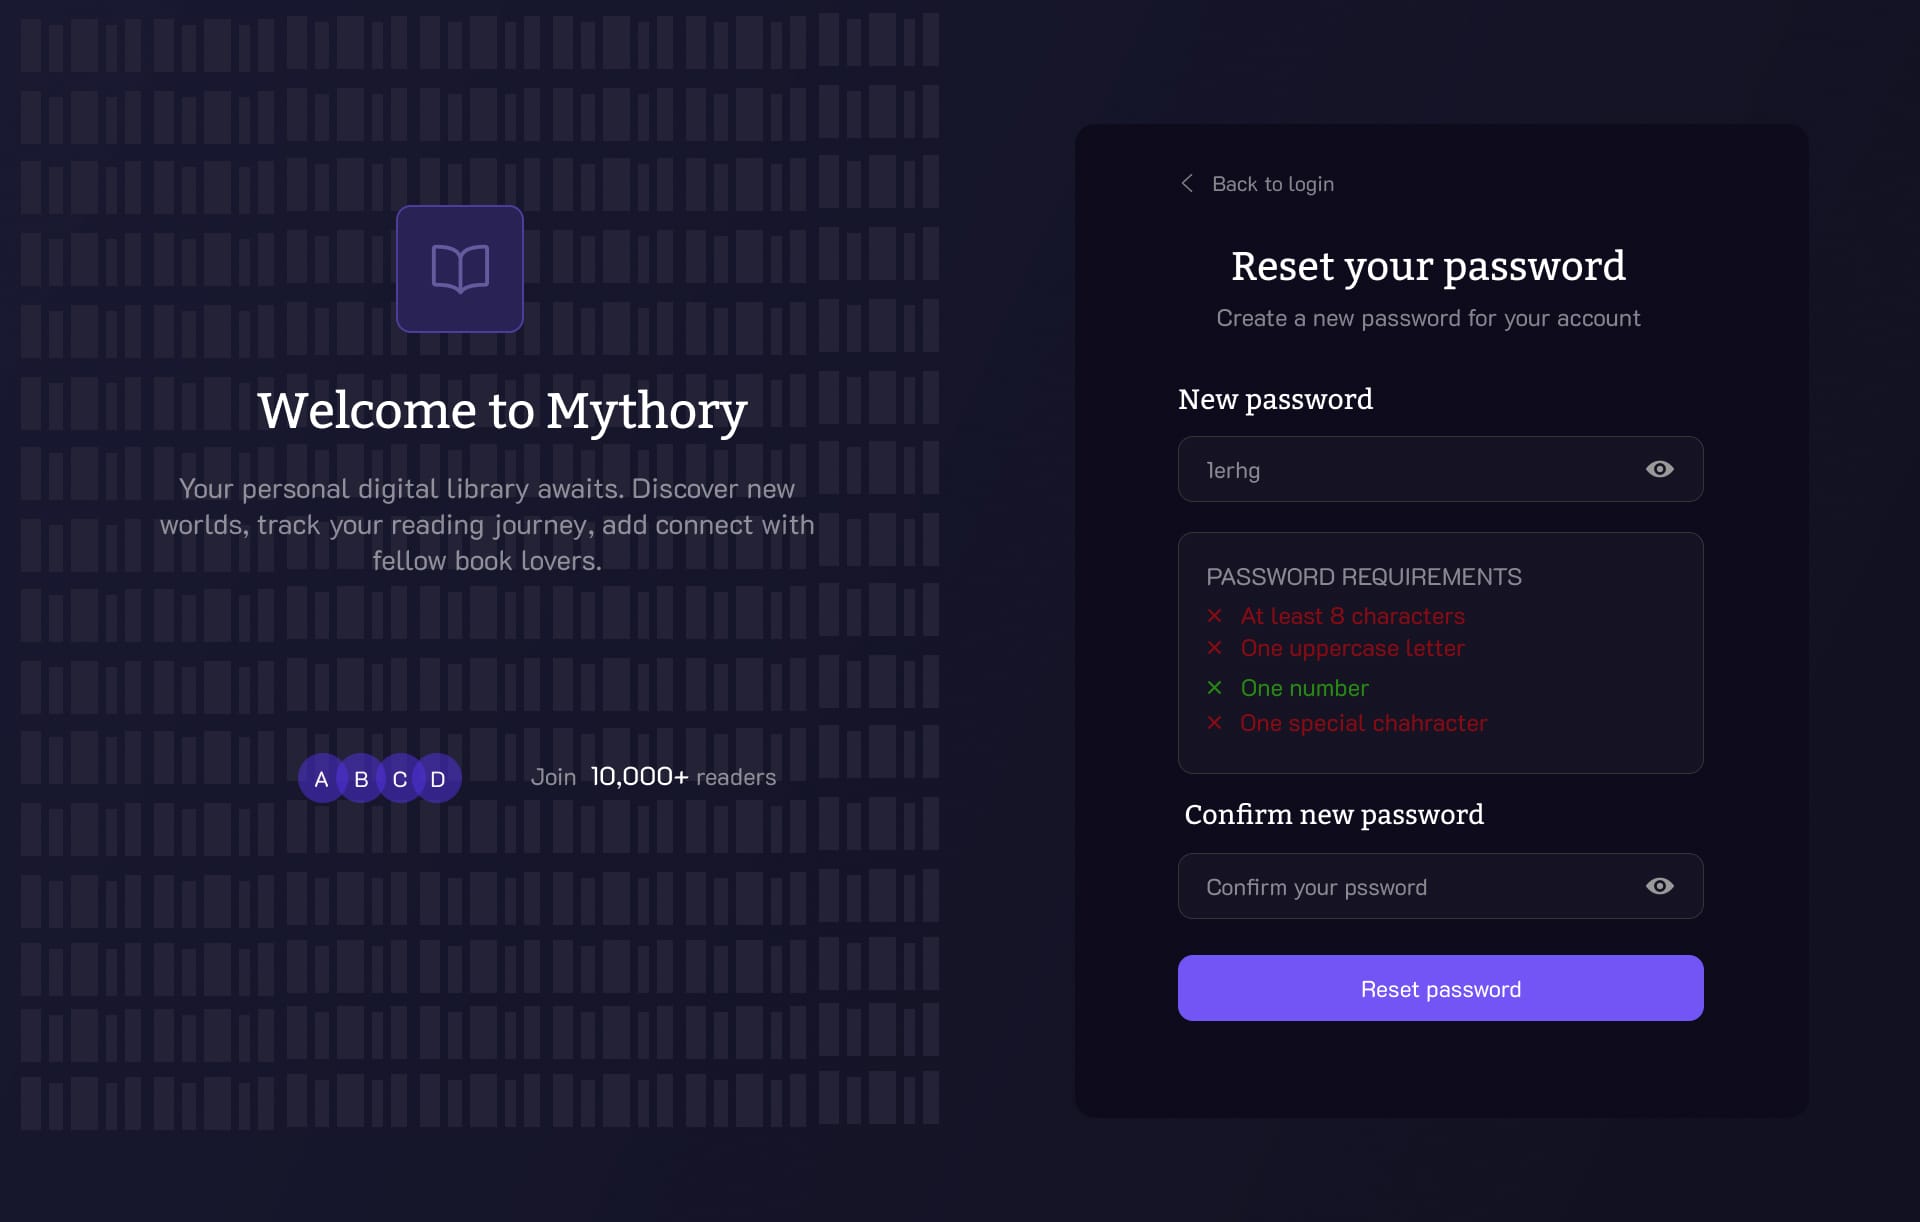 Welcome to Mythory
Your personal digital library awaits. Discover new
worlds, track your reading journey, add connect with
fellow book lovers.
A B C D
Join 10,000+ readers
Back to login
Reset your password
Create a new password for your account
New password
1erhg
PASSWORD REQUIREMENTS
At least 8 characters
One uppercase letter
One number
One special chahracter
Confirm new password
Confirm your pssword
Reset password